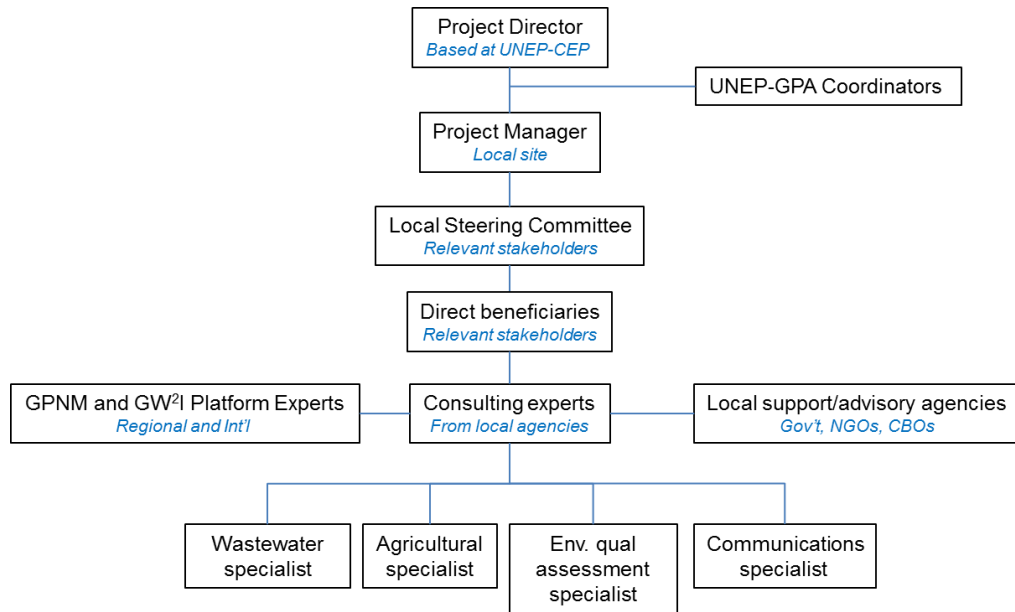 Project Director
Based at UNEP-CEP
UNEP-GPA Coordinators
Project Manager
Local site
Local Steering Committee
Relevant stakeholders
Direct beneficiaries
Relevant stakeholders
GPNM and GW²I Platform Experts
Regional and Int'l
Consulting experts
From local agencies
Local support/advisory agencies
Gov't, NGOs, CBOs
Wastewater
specialist
Agricultural
specialist
Env. qual
assessment
specialist
Communications
specialist